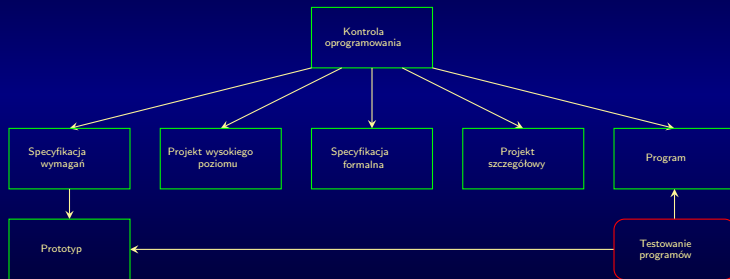 Kontrola
oprogramowania
Specyfikacja
wymagań
Projekt wysokiego
poziomu
Specyfikacja
formalna
Projekt
szczegółowy
Program
Prototyp
Testowanie
programów